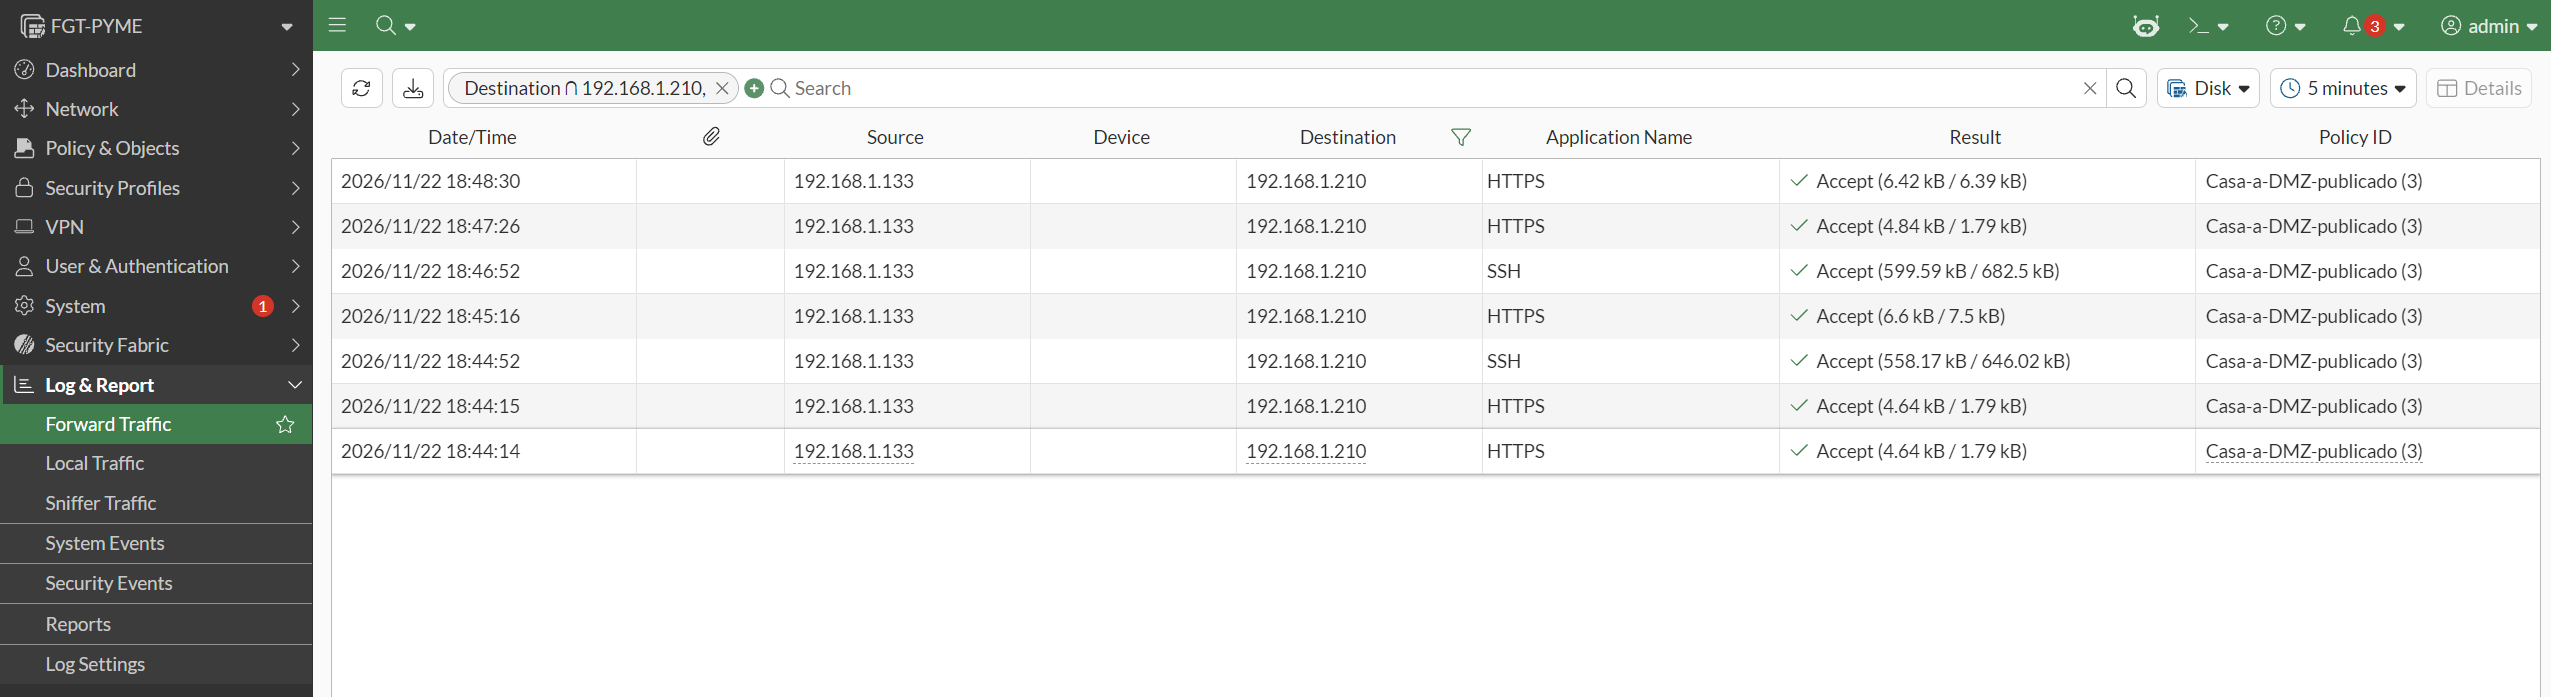 FGT-PYME
Dashboard
Network
Policy & Objects
Security Profiles
VPN
User & Authentication
System 1
Security Fabric
Log & Report
Forward Traffic
Local Traffic
Sniffer Traffic
System Events
Security Events
Reports
Log Settings
3 admin
Destination ∩ 192.168.1.210, Search Disk 5 minutes Details
Date/Time Source Device Destination Application Name Result Policy ID
2026/11/22 18:48:30 192.168.1.133 192.168.1.210 HTTPS Accept (6.42 kB / 6.39 kB) Casa-a-DMZ-publicado (3)
2026/11/22 18:47:26 192.168.1.133 192.168.1.210 HTTPS Accept (4.84 kB / 1.79 kB) Casa-a-DMZ-publicado (3)
2026/11/22 18:46:52 192.168.1.133 192.168.1.210 SSH Accept (599.59 kB / 682.5 kB) Casa-a-DMZ-publicado (3)
2026/11/22 18:45:16 192.168.1.133 192.168.1.210 HTTPS Accept (6.6 kB / 7.5 kB) Casa-a-DMZ-publicado (3)
2026/11/22 18:44:52 192.168.1.133 192.168.1.210 SSH Accept (558.17 kB / 646.02 kB) Casa-a-DMZ-publicado (3)
2026/11/22 18:44:15 192.168.1.133 192.168.1.210 HTTPS Accept (4.64 kB / 1.79 kB) Casa-a-DMZ-publicado (3)
2026/11/22 18:44:14 192.168.1.133 192.168.1.210 HTTPS Accept (4.64 kB / 1.79 kB) Casa-a-DMZ-publicado (3)